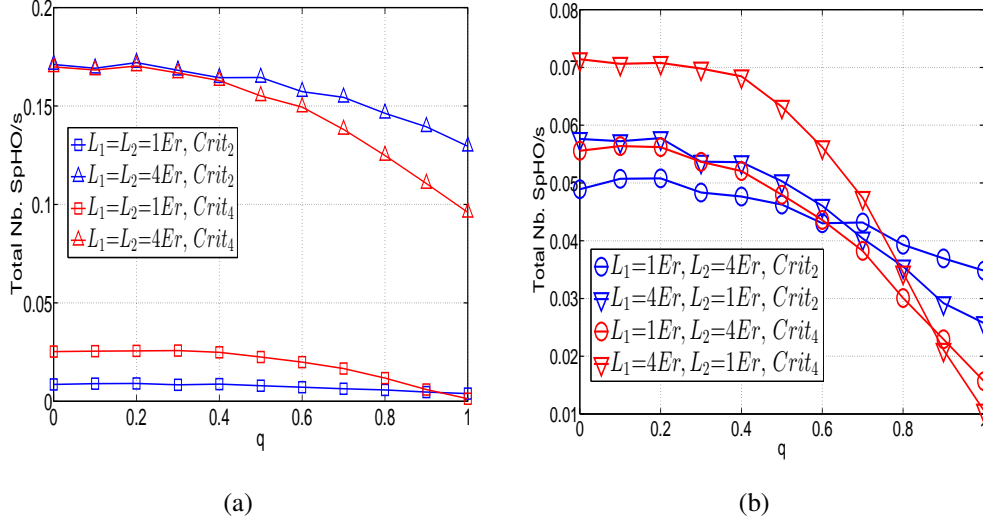 0.2
0.15
0.1
0.05
0
0 0.2 0.4 0.6 0.8 1
Total Nb. SpHO/s
q
L₁=L₂=1Er, Crit₂
L₁=L₂=4Er, Crit₂
L₁=L₂=1Er, Crit₄
L₁=L₂=4Er, Crit₄
(a)
0.08
0.07
0.06
0.05
0.04
0.03
0.02
0.01
0 0.2 0.4 0.6 0.8 1
Total Nb. SpHO/s
q
L₁=1Er, L₂=4Er, Crit₂
L₁=4Er, L₂=1Er, Crit₂
L₁=1Er, L₂=4Er, Crit₄
L₁=4Er, L₂=1Er, Crit₄
(b)